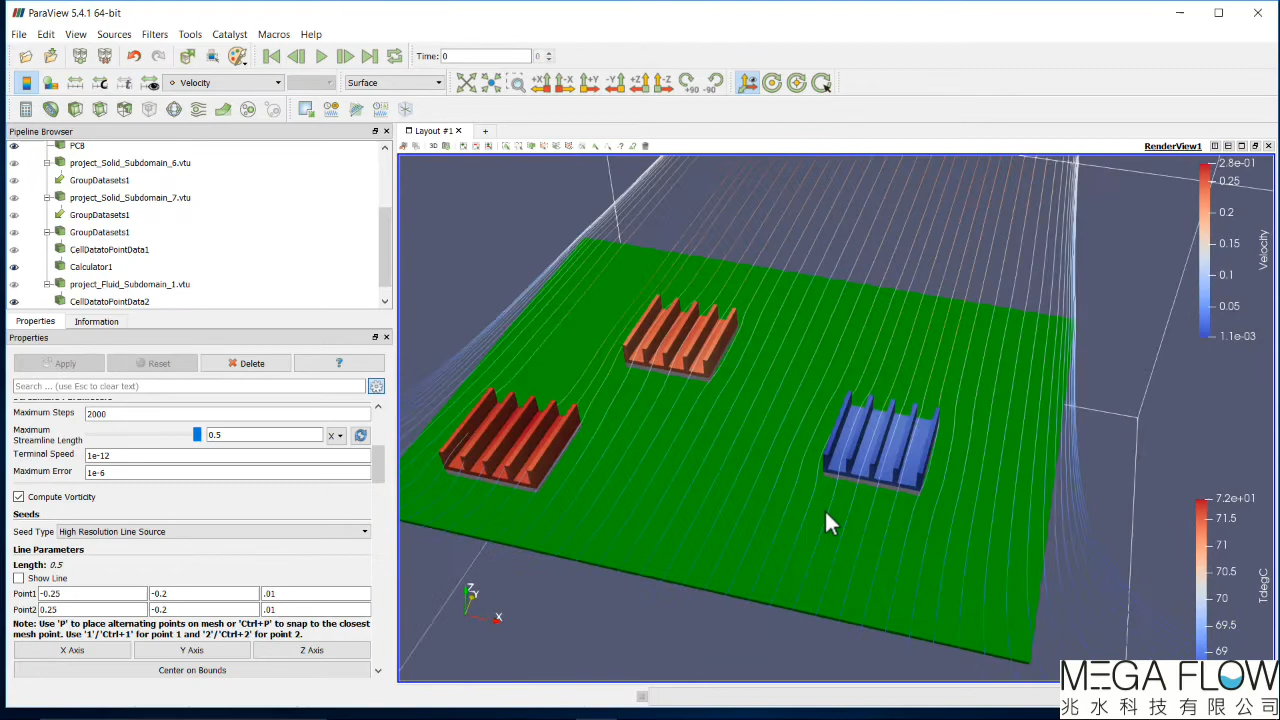 ParaView 5.4.1 64-bit
File Edit View Sources Filters Tools Catalyst Macros Help
Time: 0 0
Velocity Surface
+X -X +Y -Y +Z -Z +90 -90
Pipeline Browser
Layout #1
3D
RenderView1
PCB
project_Solid_Subdomain_6.vtu
GroupDatasets1
project_Solid_Subdomain_7.vtu
GroupDatasets1
GroupDatasets1
CellDatatoPointData1
Calculator1
project_Fluid_Subdomain_1.vtu
CellDatatoPointData2
Properties Information
Properties
Apply Reset Delete ?
Search ... (use Esc to clear text)
Maximum Steps 2000
Maximum
Streamline Length 0.5 X
Terminal Speed 1e-12
Maximum Error 1e-6
Compute Vorticity
Seeds
Seed Type High Resolution Line Source
Line Parameters
Length: 0.5
Show Line
Point1 -0.25 -0.2 .01
Point2 0.25 -0.2 .01
Note: Use 'P' to place alternating points on mesh or 'Ctrl+P' to snap to the closest
mesh point. Use '1'/'Ctrl+1' for point 1 and '2'/'Ctrl+2' for point 2.
X Axis Y Axis Z Axis
Center on Bounds
2.8e-01
0.25
0.2
0.15
0.1
0.05
1.1e-03
Velocity
7.2e+01
71.5
71
70.5
70
69.5
69
TdegC
Z
Y
X
MEGA FLOW
兆水科技有限公司